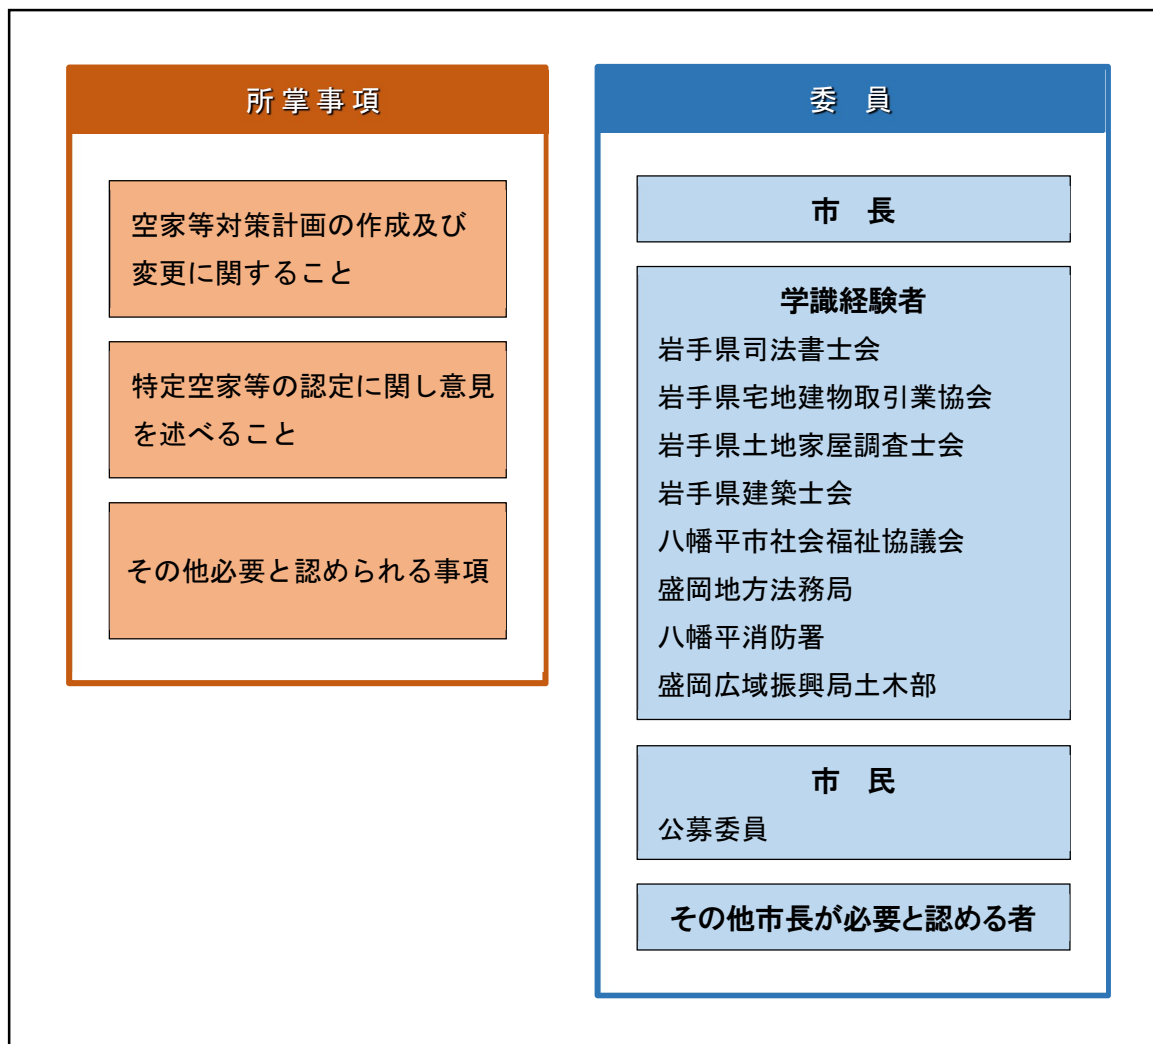 所掌事項
空家等対策計画の作成及び
変更に関すること
特定空家等の認定に関し意見
を述べること
その他必要と認められる事項
委　員
市　長
学識経験者
岩手県司法書士会
岩手県宅地建物取引業協会
岩手県土地家屋調査士会
岩手県建築士会
八幡平市社会福祉協議会
盛岡地方法務局
八幡平消防署
盛岡広域振興局土木部
市　民
公募委員
その他市長が必要と認める者